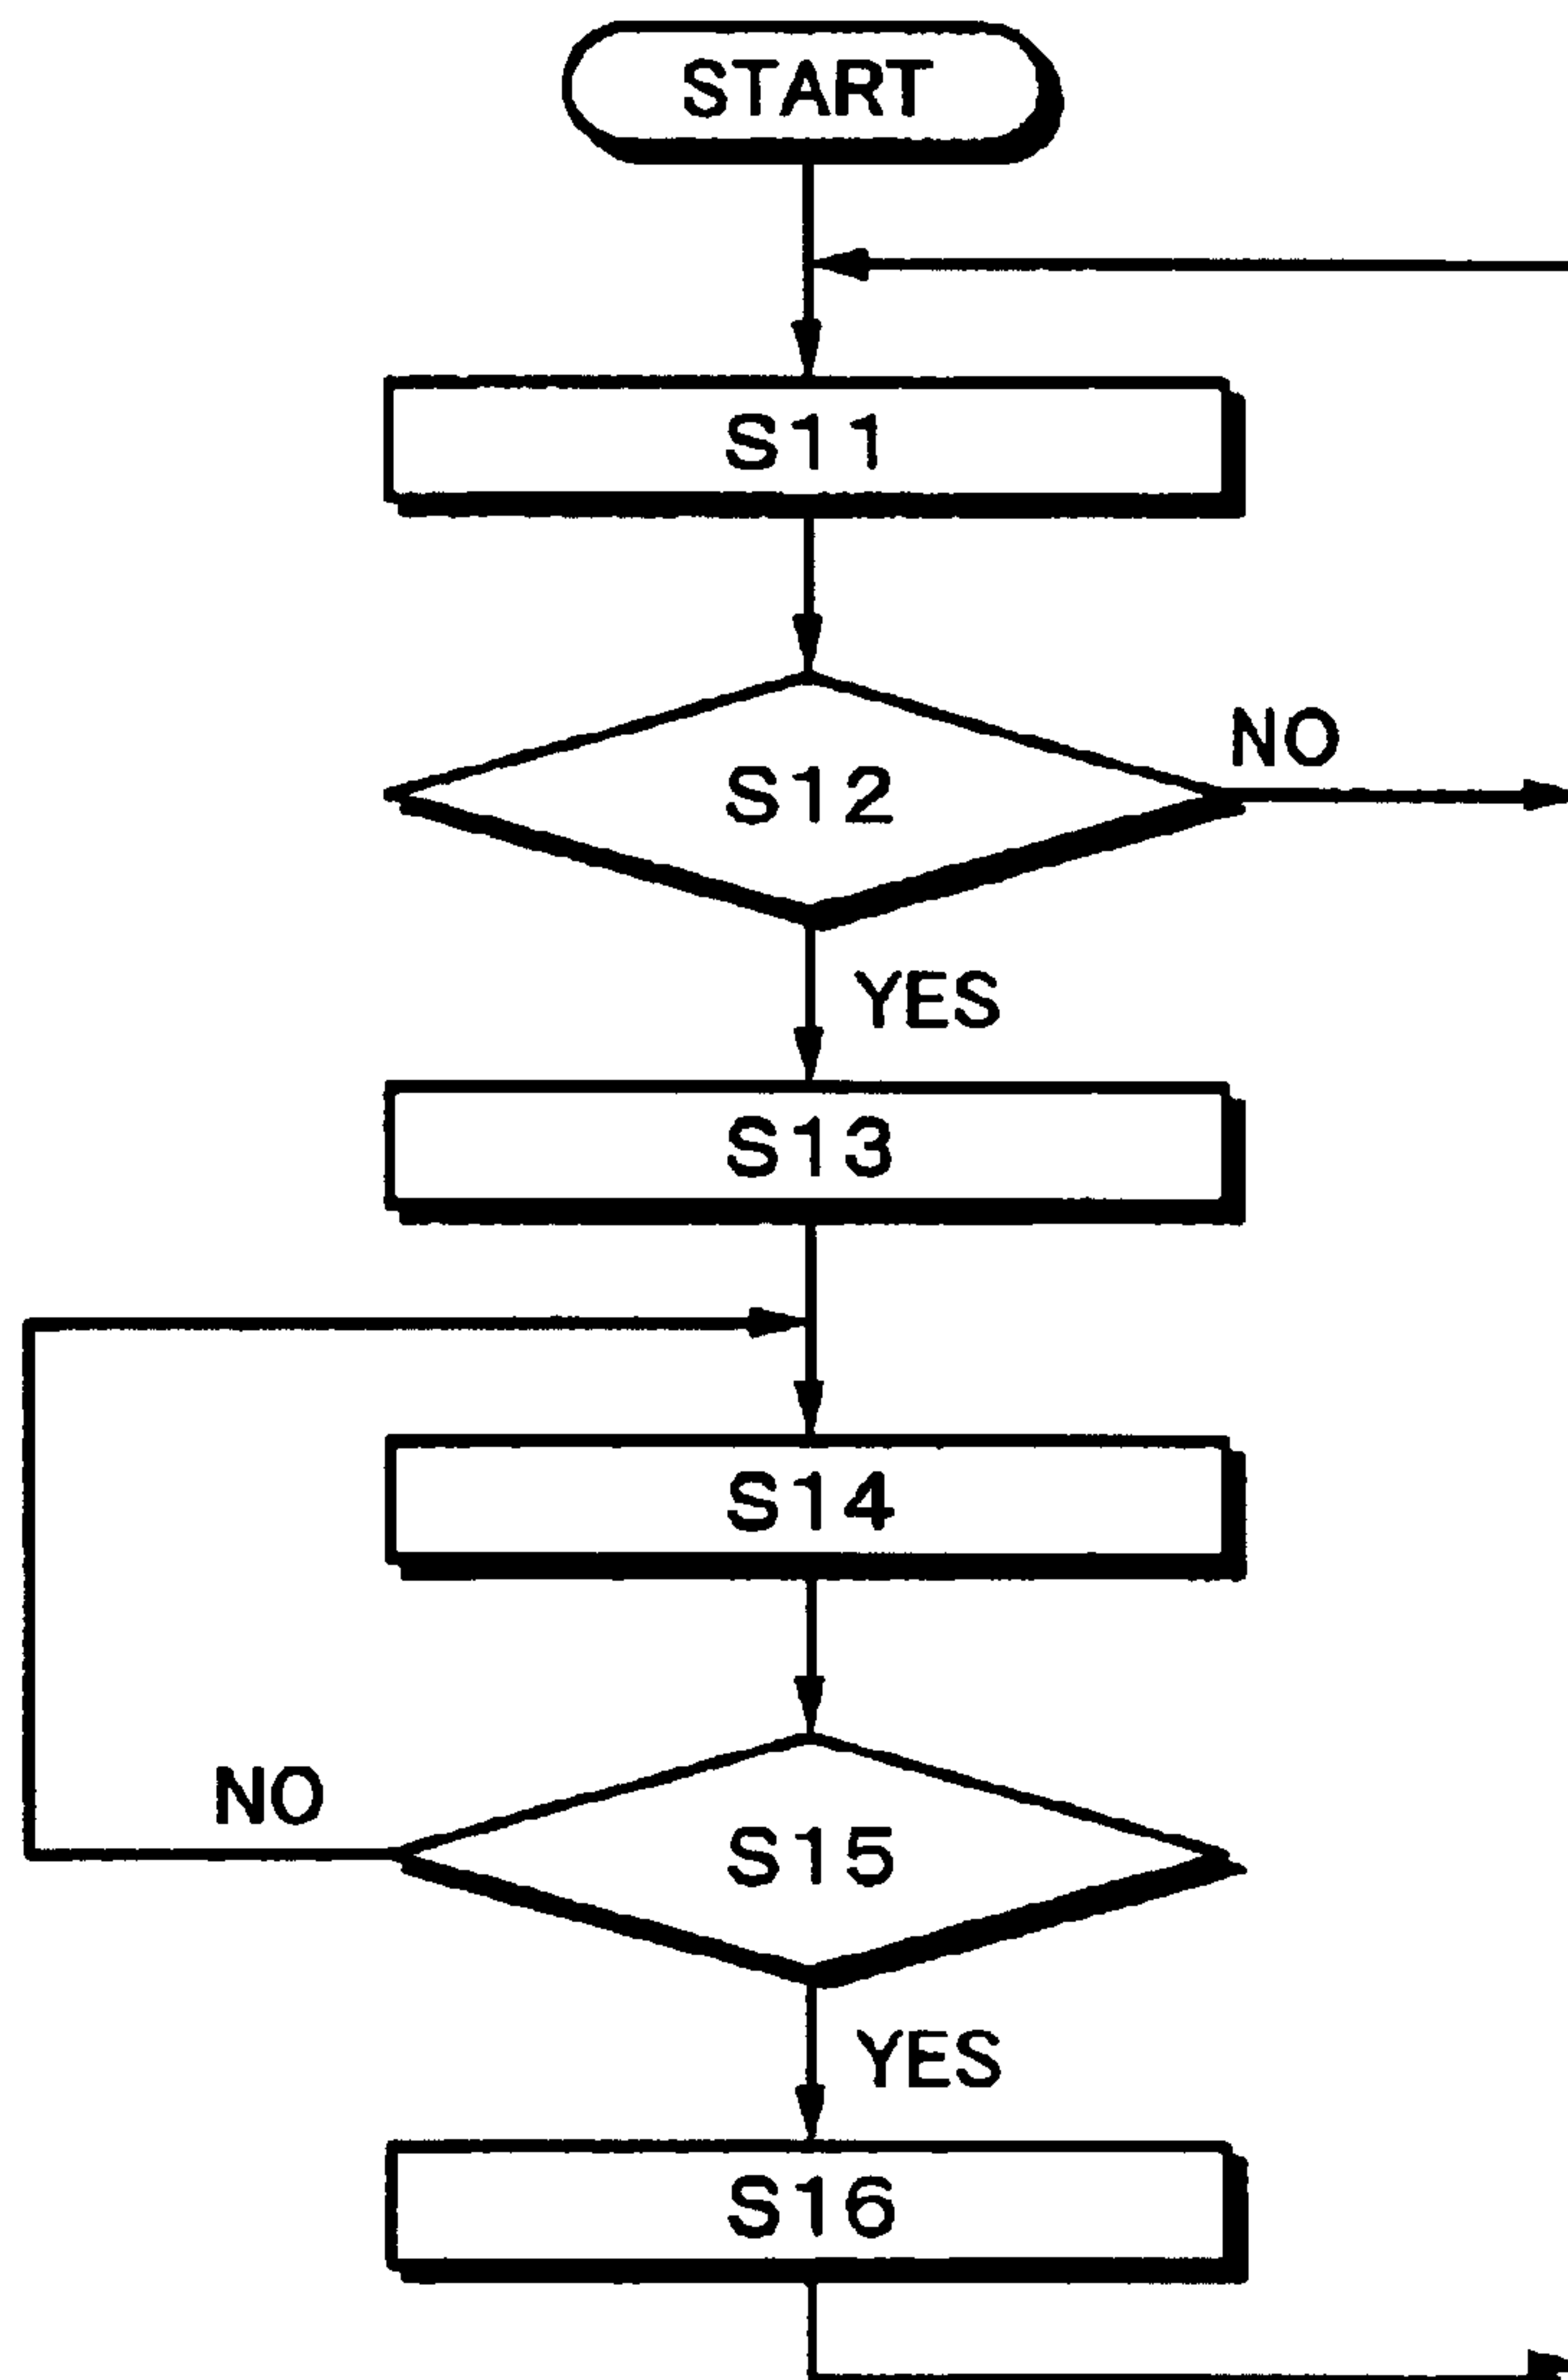 START
S11
S12
NO
YES
S13
S14
NO
S15
YES
S16